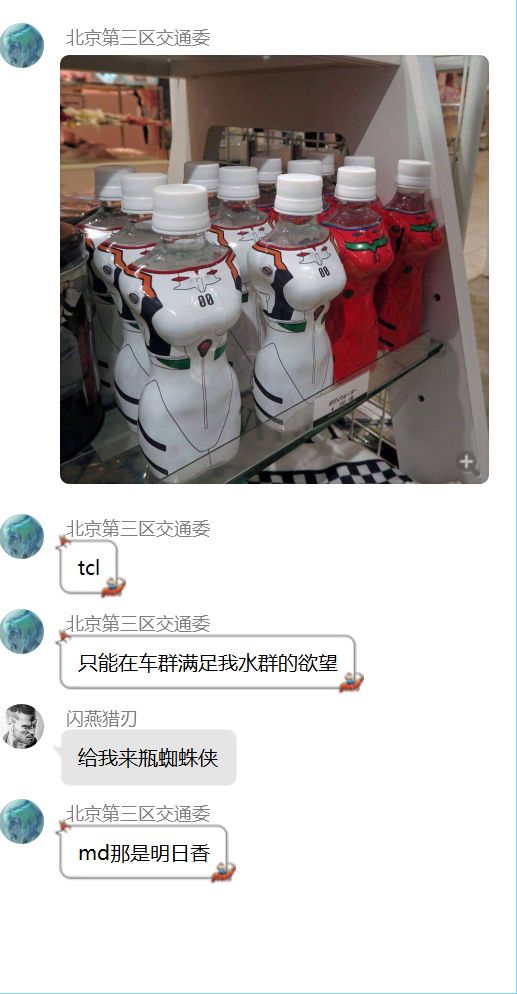 北京第三区交通委
00
00
北京第三区交通委
tcl
北京第三区交通委
只能在车群满足我水群的欲望
闪燕猎刃
给我来瓶蜘蛛侠
北京第三区交通委
md那是明日香